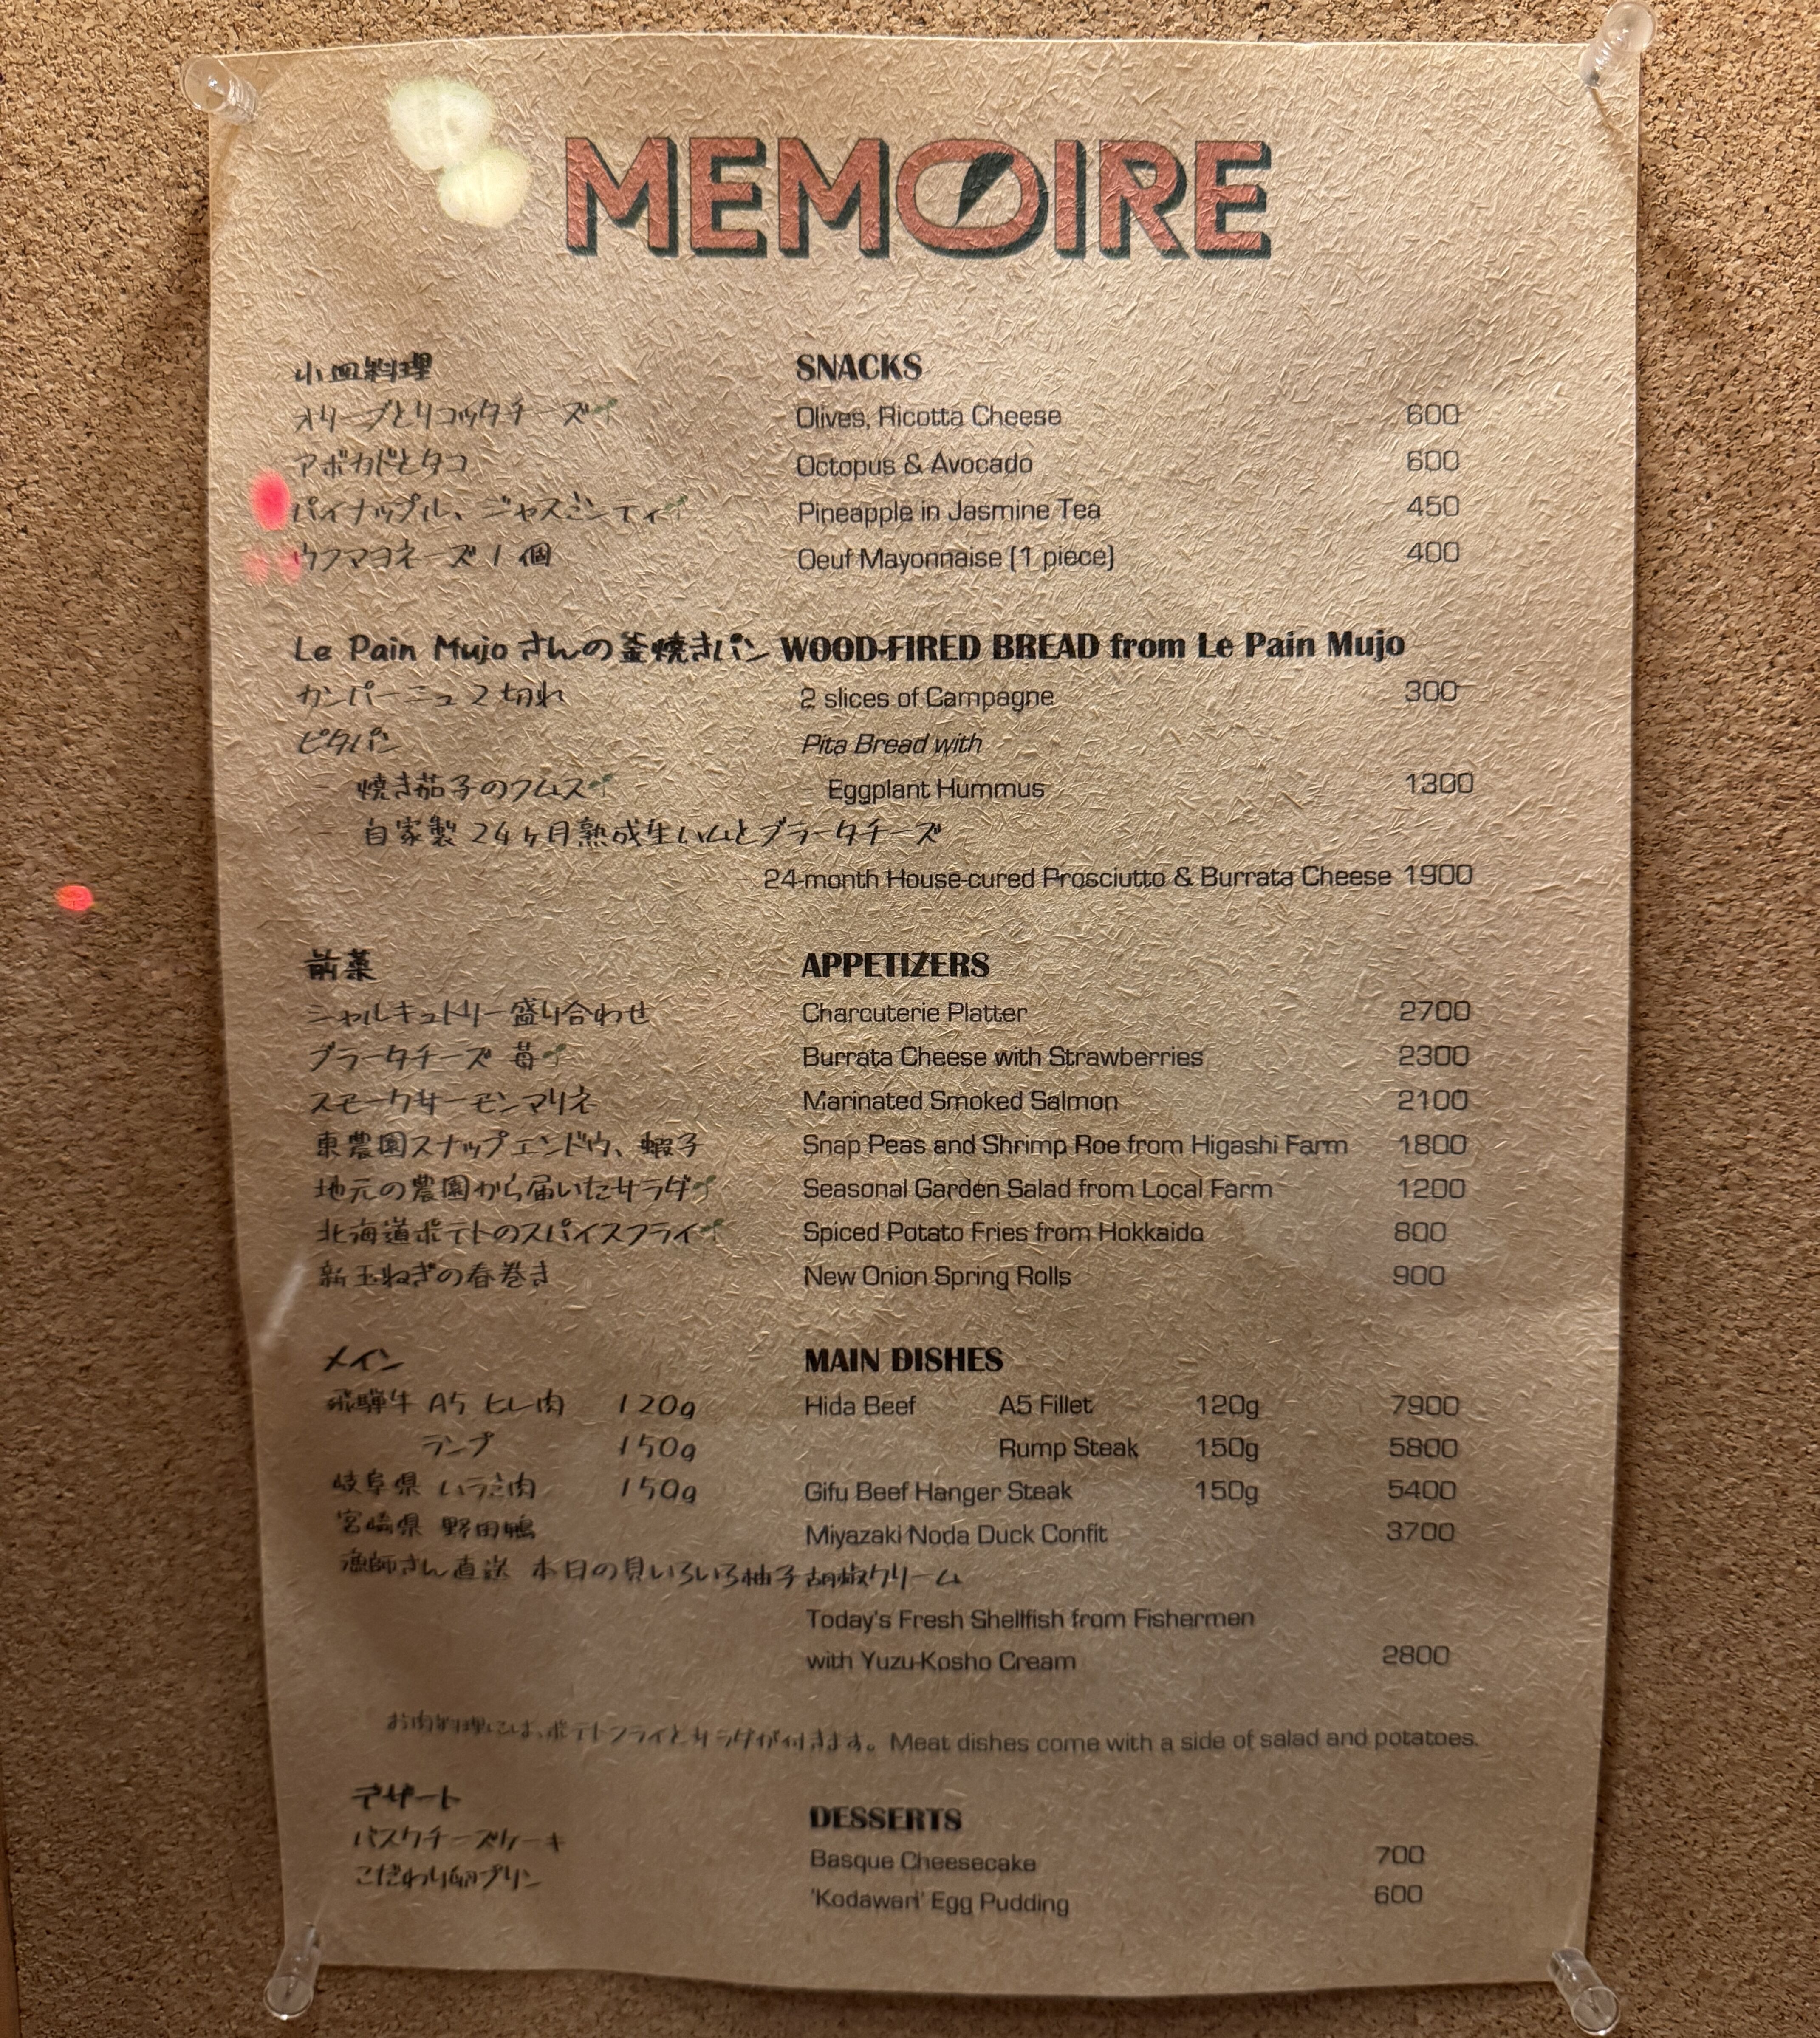 MEMOIRE
小皿料理 SNACKS
オリーブとリコッタチーズ Olives, Ricotta Cheese 600
アボカドとタコ Octopus & Avocado 600
パイナップル、ジャスミンティ Pineapple in Jasmine Tea 450
ウフマヨネーズ 1個 Oeuf Mayonnaise (1 piece) 400
Le Pain Mujoさんの釜焼きパン WOOD-FIRED BREAD from Le Pain Mujo
カンパーニュ 2切れ 2 slices of Campagne 300
ピタパン Pita Bread with
焼き茄子のフムス Eggplant Hummus 1300
自家製 24ヶ月熟成生ハムとブラータチーズ
24-month House-cured Prosciutto & Burrata Cheese 1900
前菜 APPETIZERS
シャルキュトリー盛り合わせ Charcuterie Platter 2700
ブラータチーズ 苺 Burrata Cheese with Strawberries 2300
スモークサーモンマリネ Marinated Smoked Salmon 2100
東農園スナップエンドウ、蝦子 Snap Peas and Shrimp Roe from Higashi Farm 1800
地元の農園から届いたサラダ Seasonal Garden Salad from Local Farm 1200
北海道ポテトのスパイスフライ Spiced Potato Fries from Hokkaido 800
新玉ねぎの春巻き New Onion Spring Rolls 900
メイン MAIN DISHES
飛騨牛 A5 ヒレ肉 120g Hida Beef A5 Fillet 120g 7900
ランプ 150g Rump Steak 150g 5800
岐阜県 ハラミ肉 150g Gifu Beef Hanger Steak 150g 5400
宮崎県 野田鴨 Miyazaki Noda Duck Confit 3700
漁師さん直送 本日の貝いろいろ柚子胡椒クリーム
Today's Fresh Shellfish from Fishermen
with Yuzu-Kosho Cream 2800
お肉料理には、ポテトフライとサラダが付きます。 Meat dishes come with a side of salad and potatoes.
デザート DESSERTS
バスクチーズケーキ Basque Cheesecake 700
こだわり卵プリン 'Kodawari' Egg Pudding 600